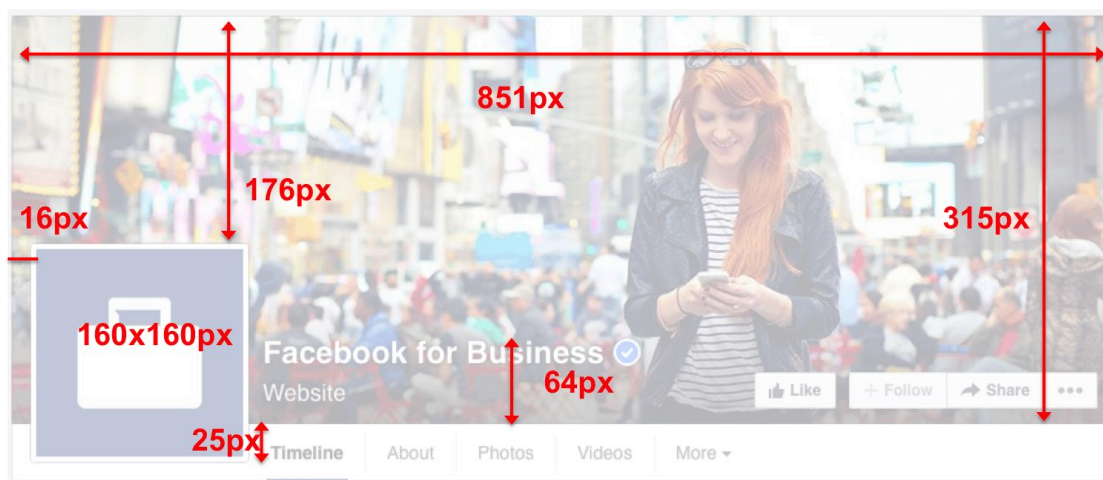 851px
176px
16px
315px
160x160px
Facebook for Business
64px
Website
Like
Follow
Share
25px
Timeline
About
Photos
Videos
More